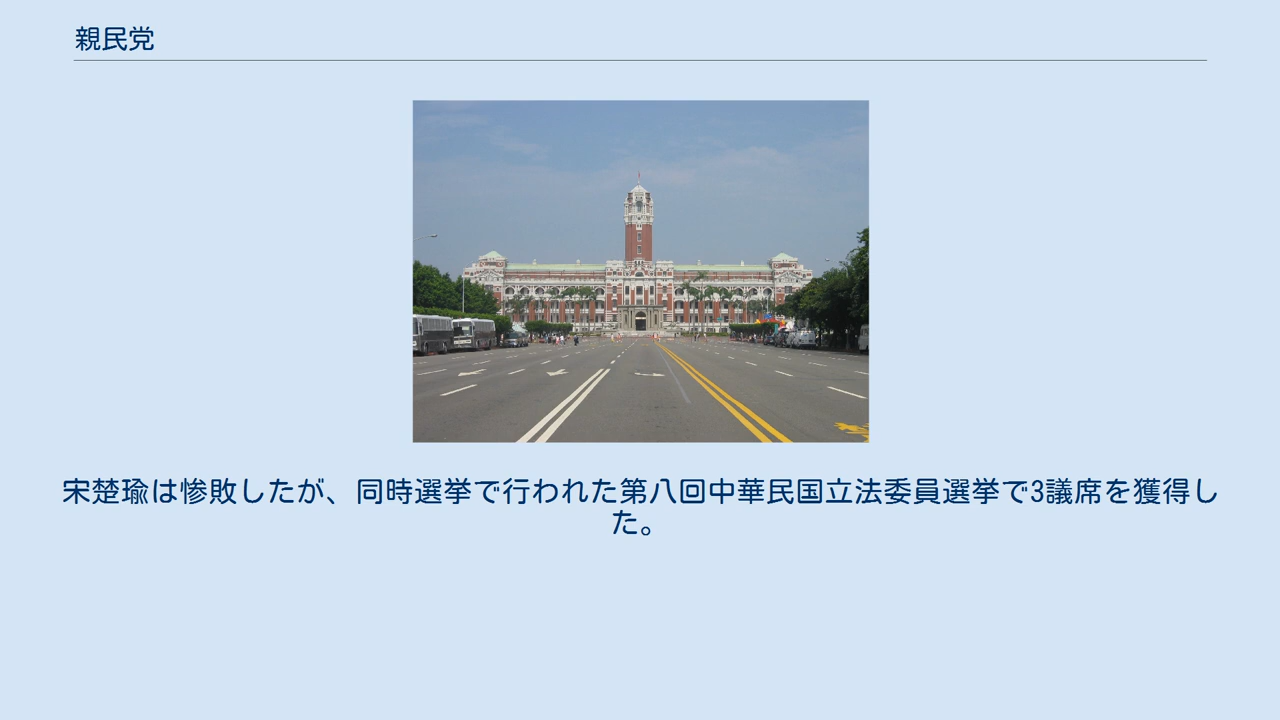 親民党
宋楚瑜は惨敗したが、同時選挙で行われた第八回中華民国立法委員選挙で3議席を獲得し
た。